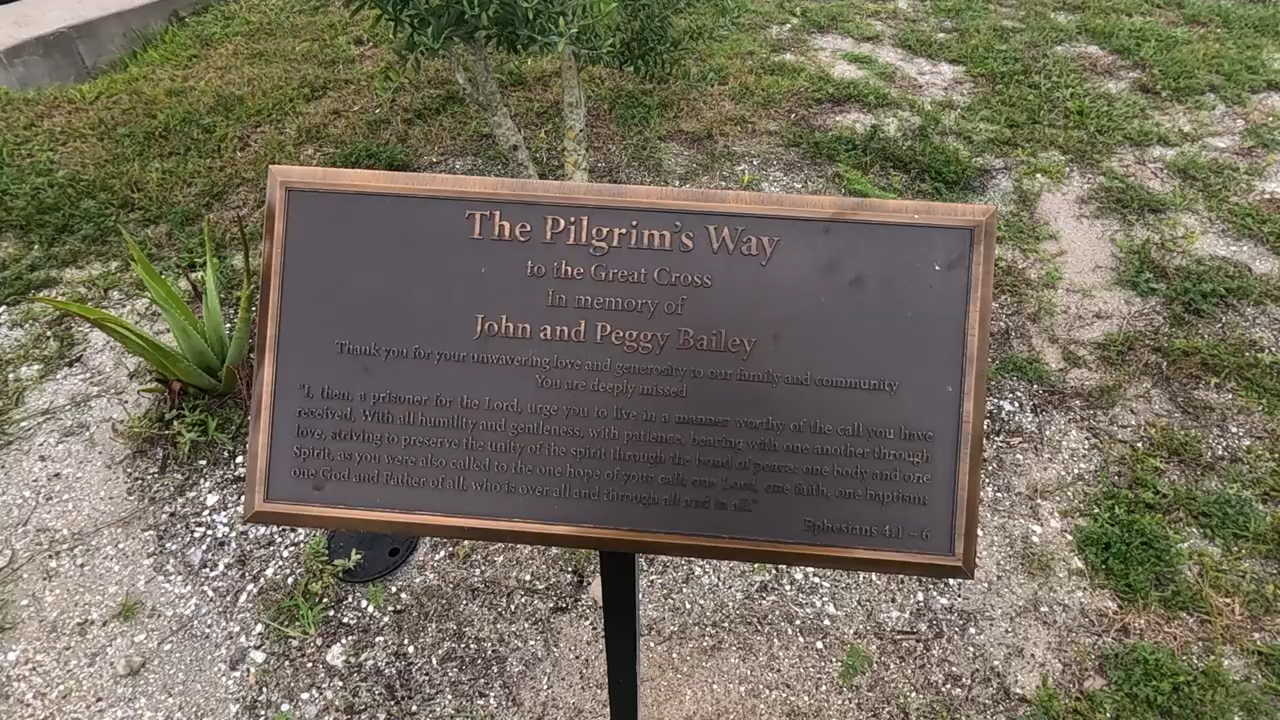 The Pilgrim's Way
to the Great Cross
In memory of
John and Peggy Bailey
Thank you for your unwavering love and generosity to our family and community
You are deeply missed
"I, then, a prisoner for the Lord, urge you to live in a manner worthy of the call you have
received, With all humility and gentleness, with patience, bearing with one another through
love, striving to preserve the unity of the spirit through the bond of peace: one body and one
Spirit, as you were also called to the one hope of your call; one Lord, one faith, one baptism;
one God and Father of all, who is over all and through all and in all."
Ephesians 4:1 – 6